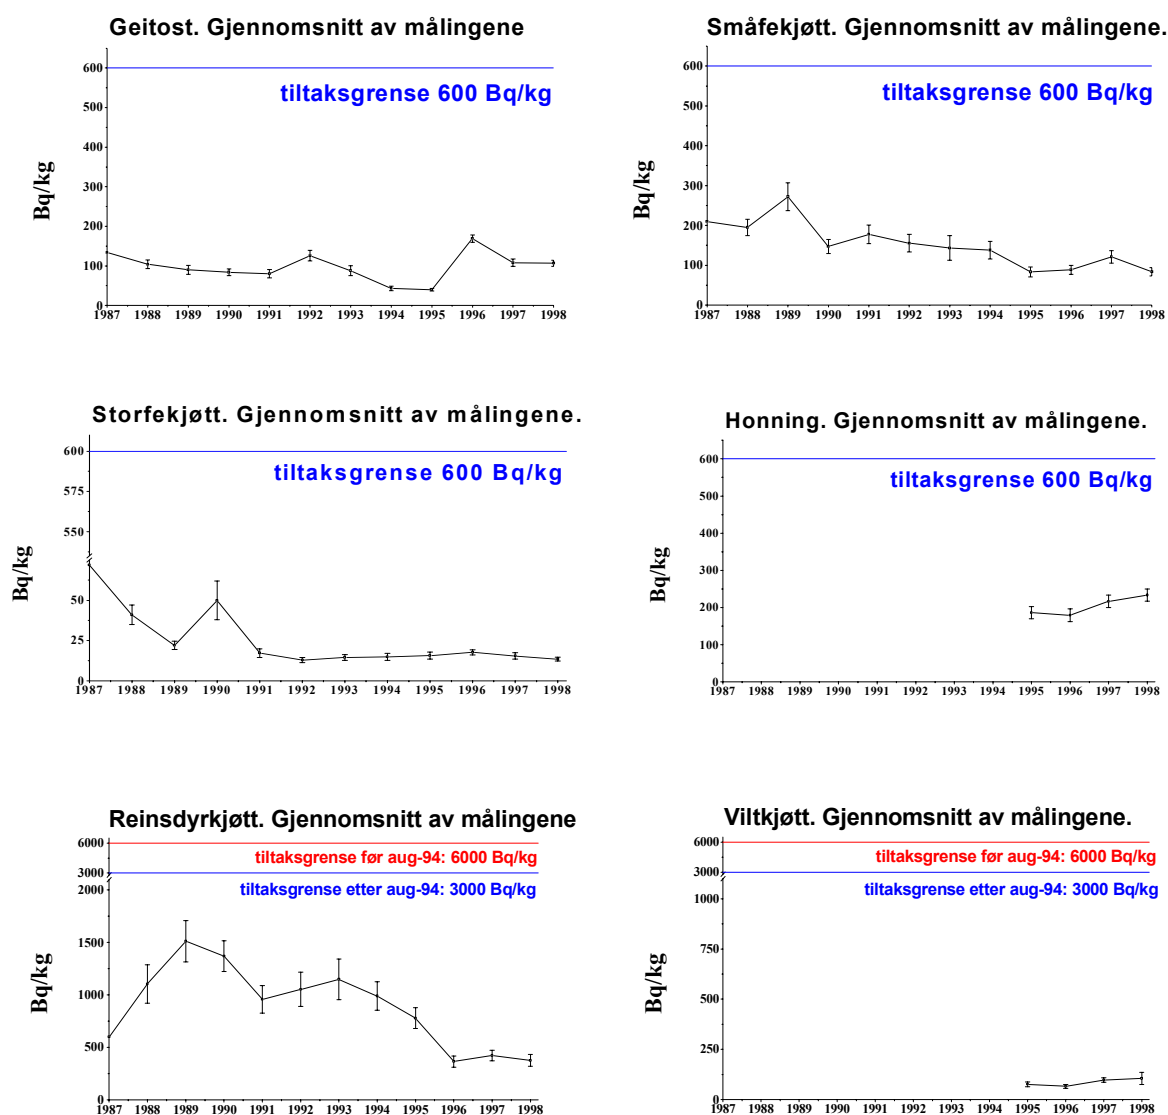 Geitost. Gjennomsnitt av målingene
600
tiltaksgrense 600 Bq/kg
500
400
Bq/kg
300
200
100
0
1987 1988 1989 1990 1991 1992 1993 1994 1995 1996 1997 1998
Småfekjøtt. Gjennomsnitt av målingene.
600
tiltaksgrense 600 Bq/kg
500
400
Bq/kg
300
200
100
0
1987 1988 1989 1990 1991 1992 1993 1994 1995 1996 1997 1998
Storfekjøtt. Gjennomsnitt av målingene.
600
tiltaksgrense 600 Bq/kg
575
550
Bq/kg
50
25
0
1987 1988 1989 1990 1991 1992 1993 1994 1995 1996 1997 1998
Honning. Gjennomsnitt av målingene.
600
tiltaksgrense 600 Bq/kg
500
400
Bq/kg
300
200
100
0
1987 1988 1989 1990 1991 1992 1993 1994 1995 1996 1997 1998
Reinsdyrkjøtt. Gjennomsnitt av målingene
6000
tiltaksgrense før aug-94: 6000 Bq/kg
3000
tiltaksgrense etter aug-94: 3000 Bq/kg
2000
1500
Bq/kg
1000
500
0
1987 1988 1989 1990 1991 1992 1993 1994 1995 1996 1997 1998
Viltkjøtt. Gjennomsnitt av målingene.
6000
tiltaksgrense før aug-94: 6000 Bq/kg
3000
tiltaksgrense etter aug-94: 3000 Bq/kg
1000
750
Bq/kg
500
250
0
1987 1988 1989 1990 1991 1992 1993 1994 1995 1996 1997 1998